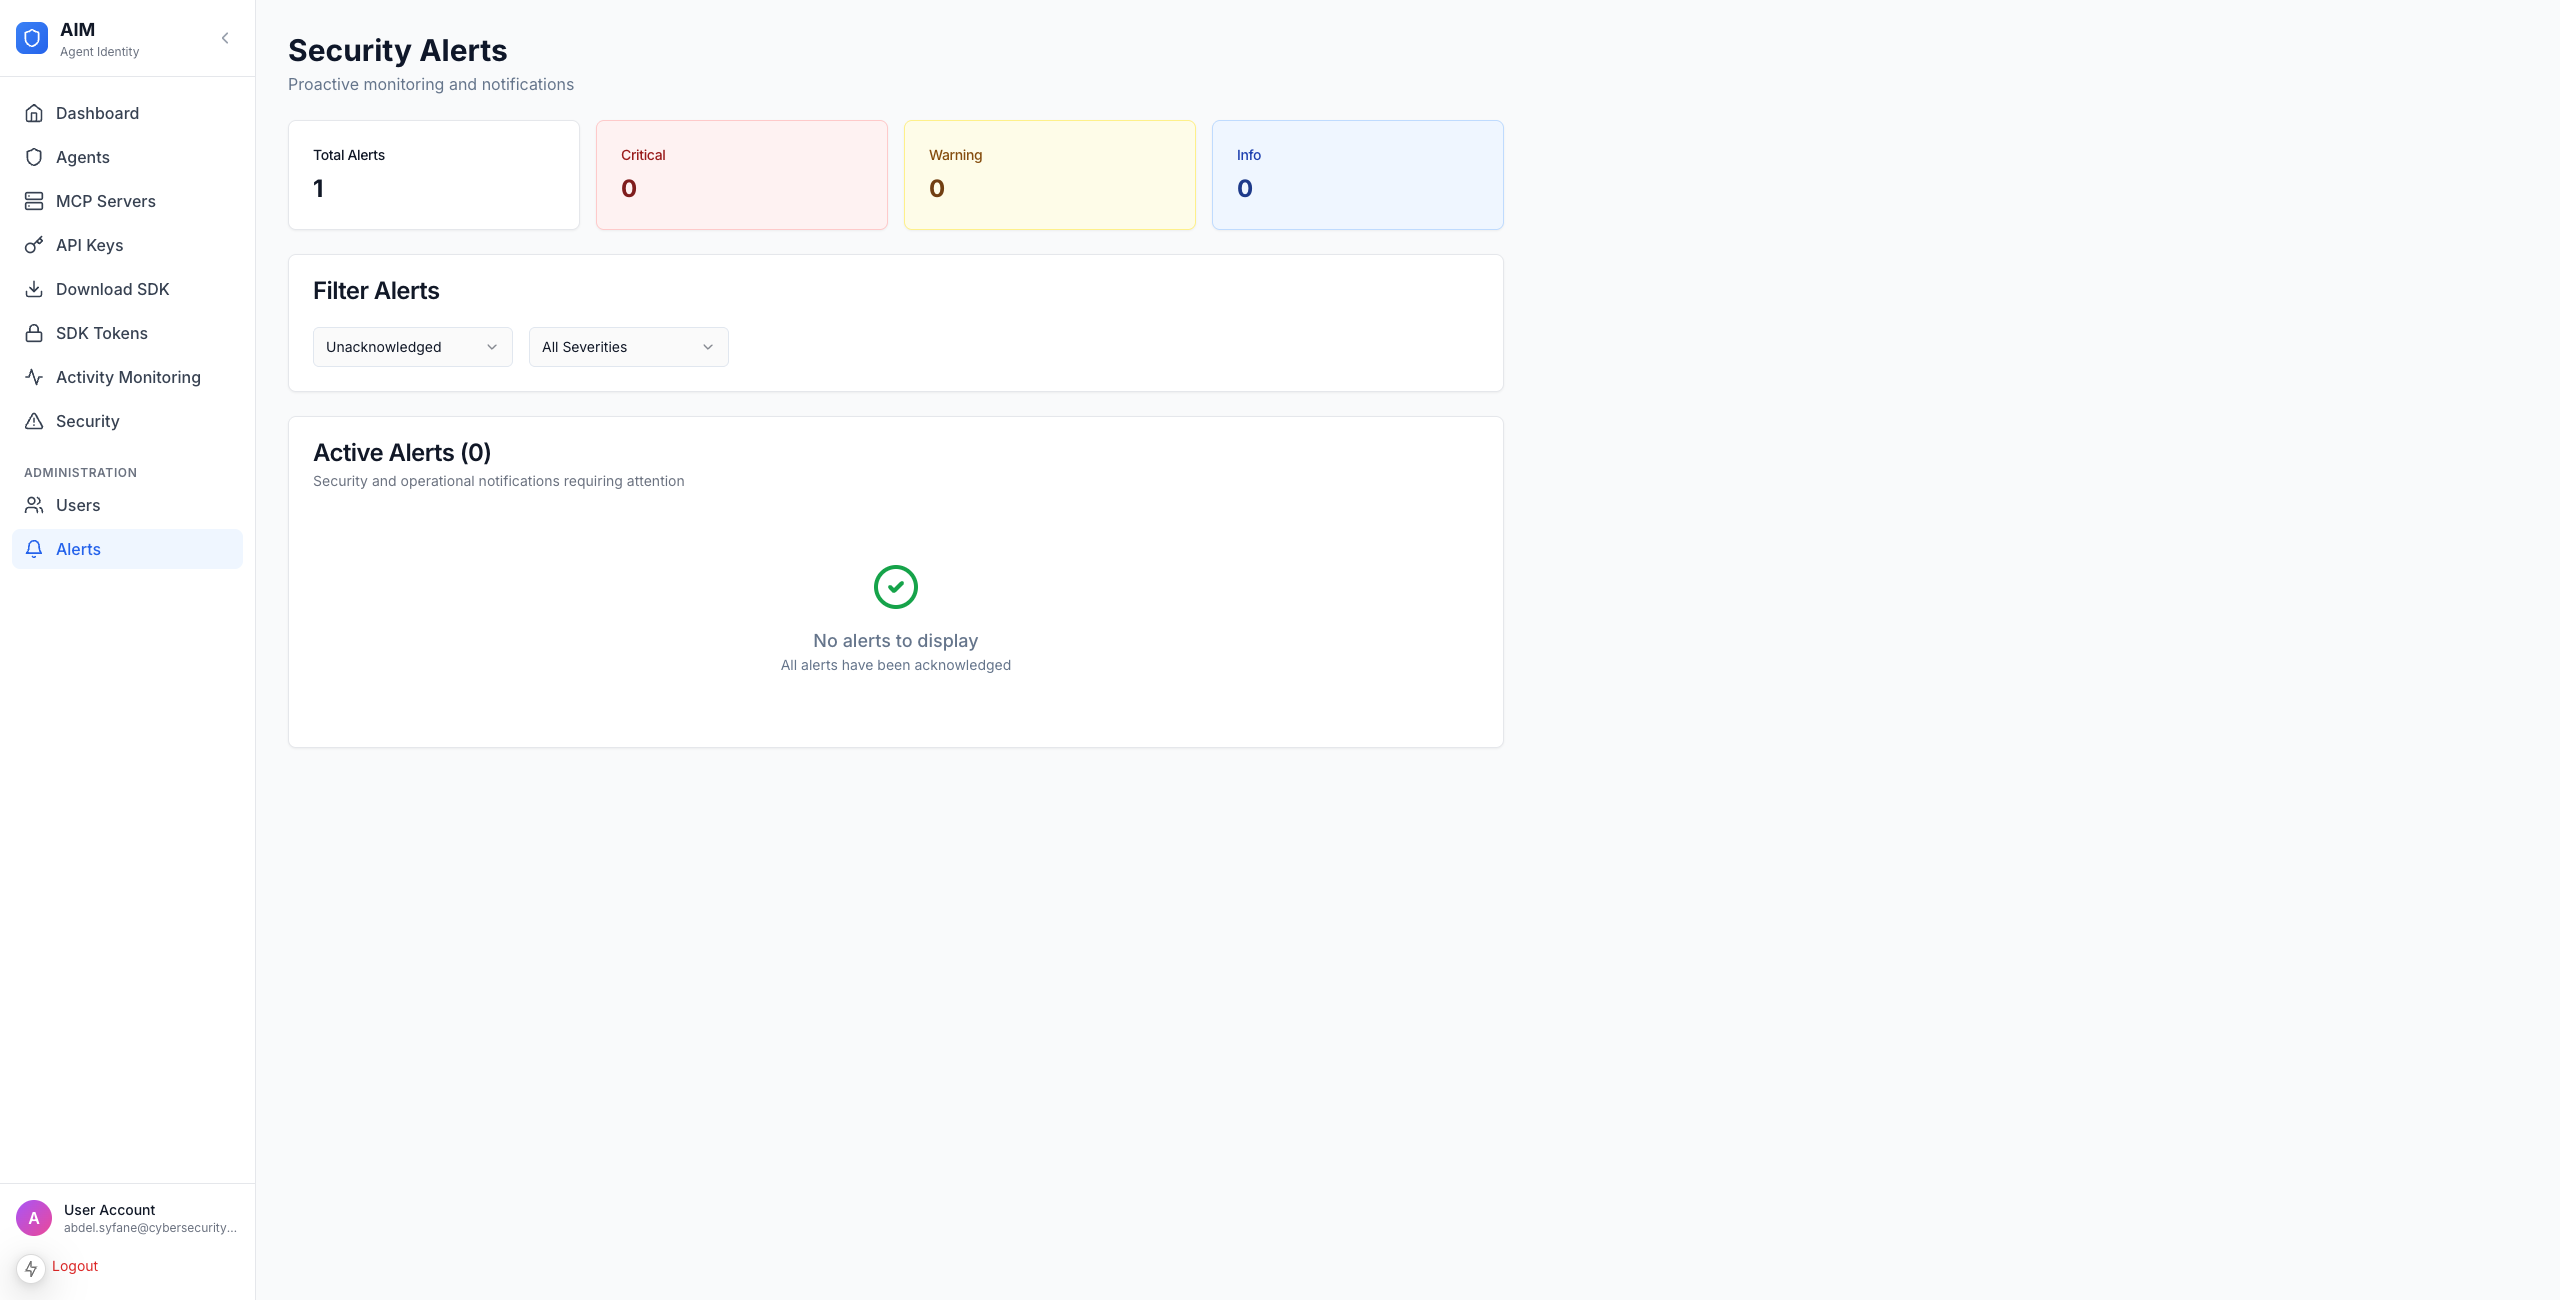 AIM
Agent Identity
Dashboard
Agents
MCP Servers
API Keys
Download SDK
SDK Tokens
Activity Monitoring
Security
ADMINISTRATION
Users
Alerts
A
User Account
abdel.syfane@cybersecurity...
Logout
Security Alerts
Proactive monitoring and notifications
Total Alerts
1
Critical
0
Warning
0
Info
0
Filter Alerts
Unacknowledged
All Severities
Active Alerts (0)
Security and operational notifications requiring attention
No alerts to display
All alerts have been acknowledged